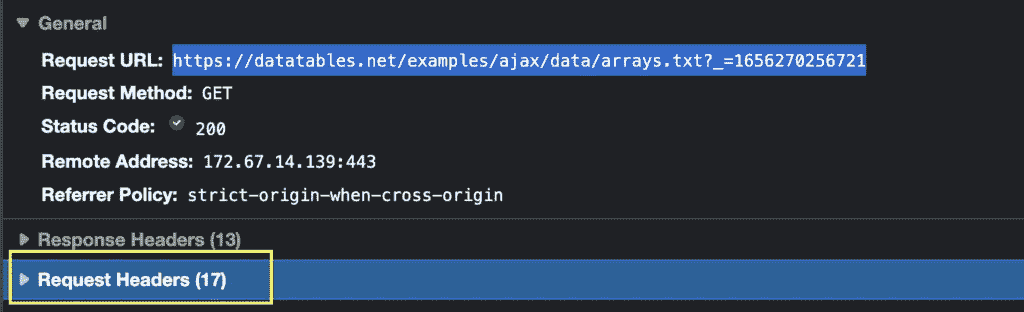 General
Request URL: https://datatables.net/examples/ajax/data/arrays.txt?_=1656270256721
Request Method: GET
Status Code: 200
Remote Address: 172.67.14.139:443
Referrer Policy: strict-origin-when-cross-origin
Response Headers (13)
Request Headers (17)